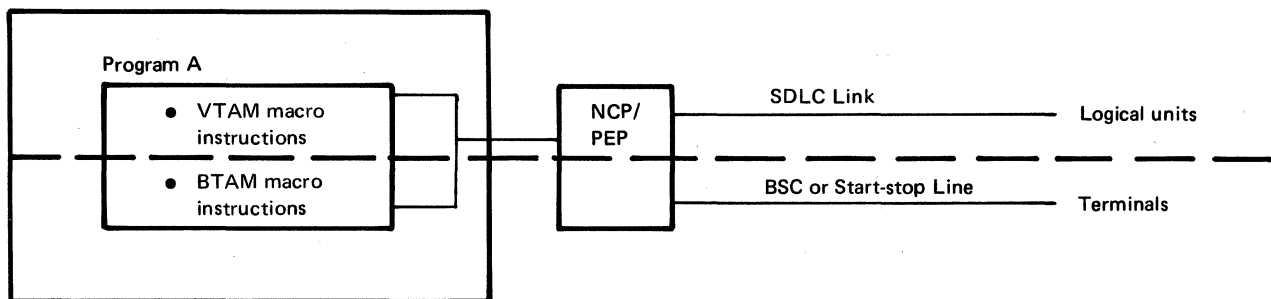 Program A
● VTAM macro
instructions
● BTAM macro
instructions
NCP/
PEP
SDLC Link
Logical units
BSC or Start-stop Line
Terminals